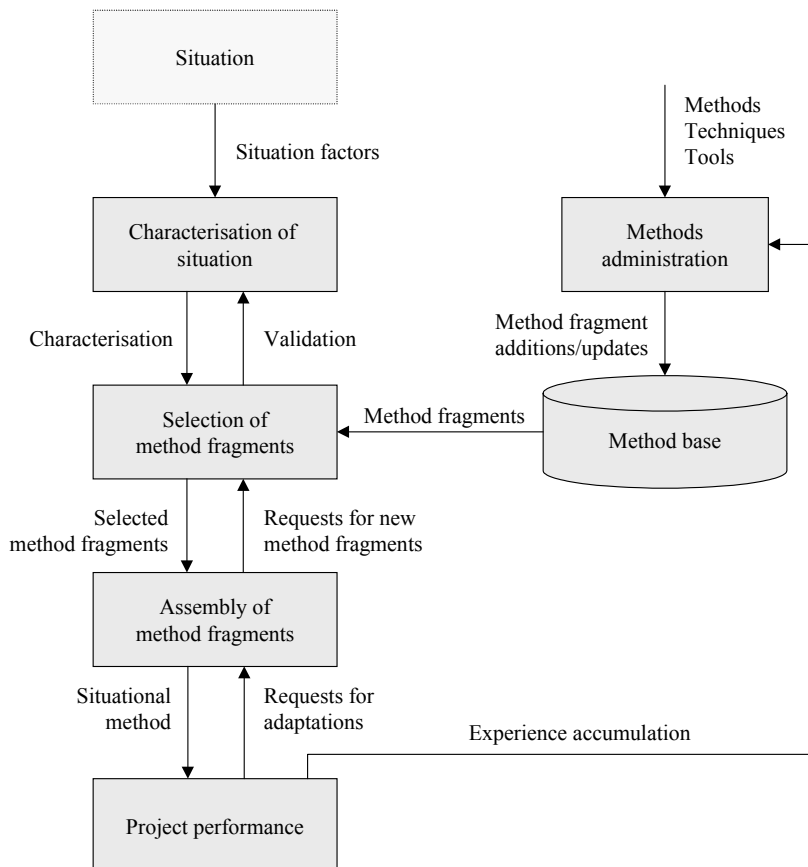 Situation
Situation factors
Methods
Techniques
Tools
Characterisation of
situation
Methods
administration
Characterisation
Validation
Method fragment
additions/updates
Selection of
method fragments
Method fragments
Method base
Selected
method fragments
Requests for new
method fragments
Assembly of
method fragments
Situational
method
Requests for
adaptations
Experience accumulation
Project performance